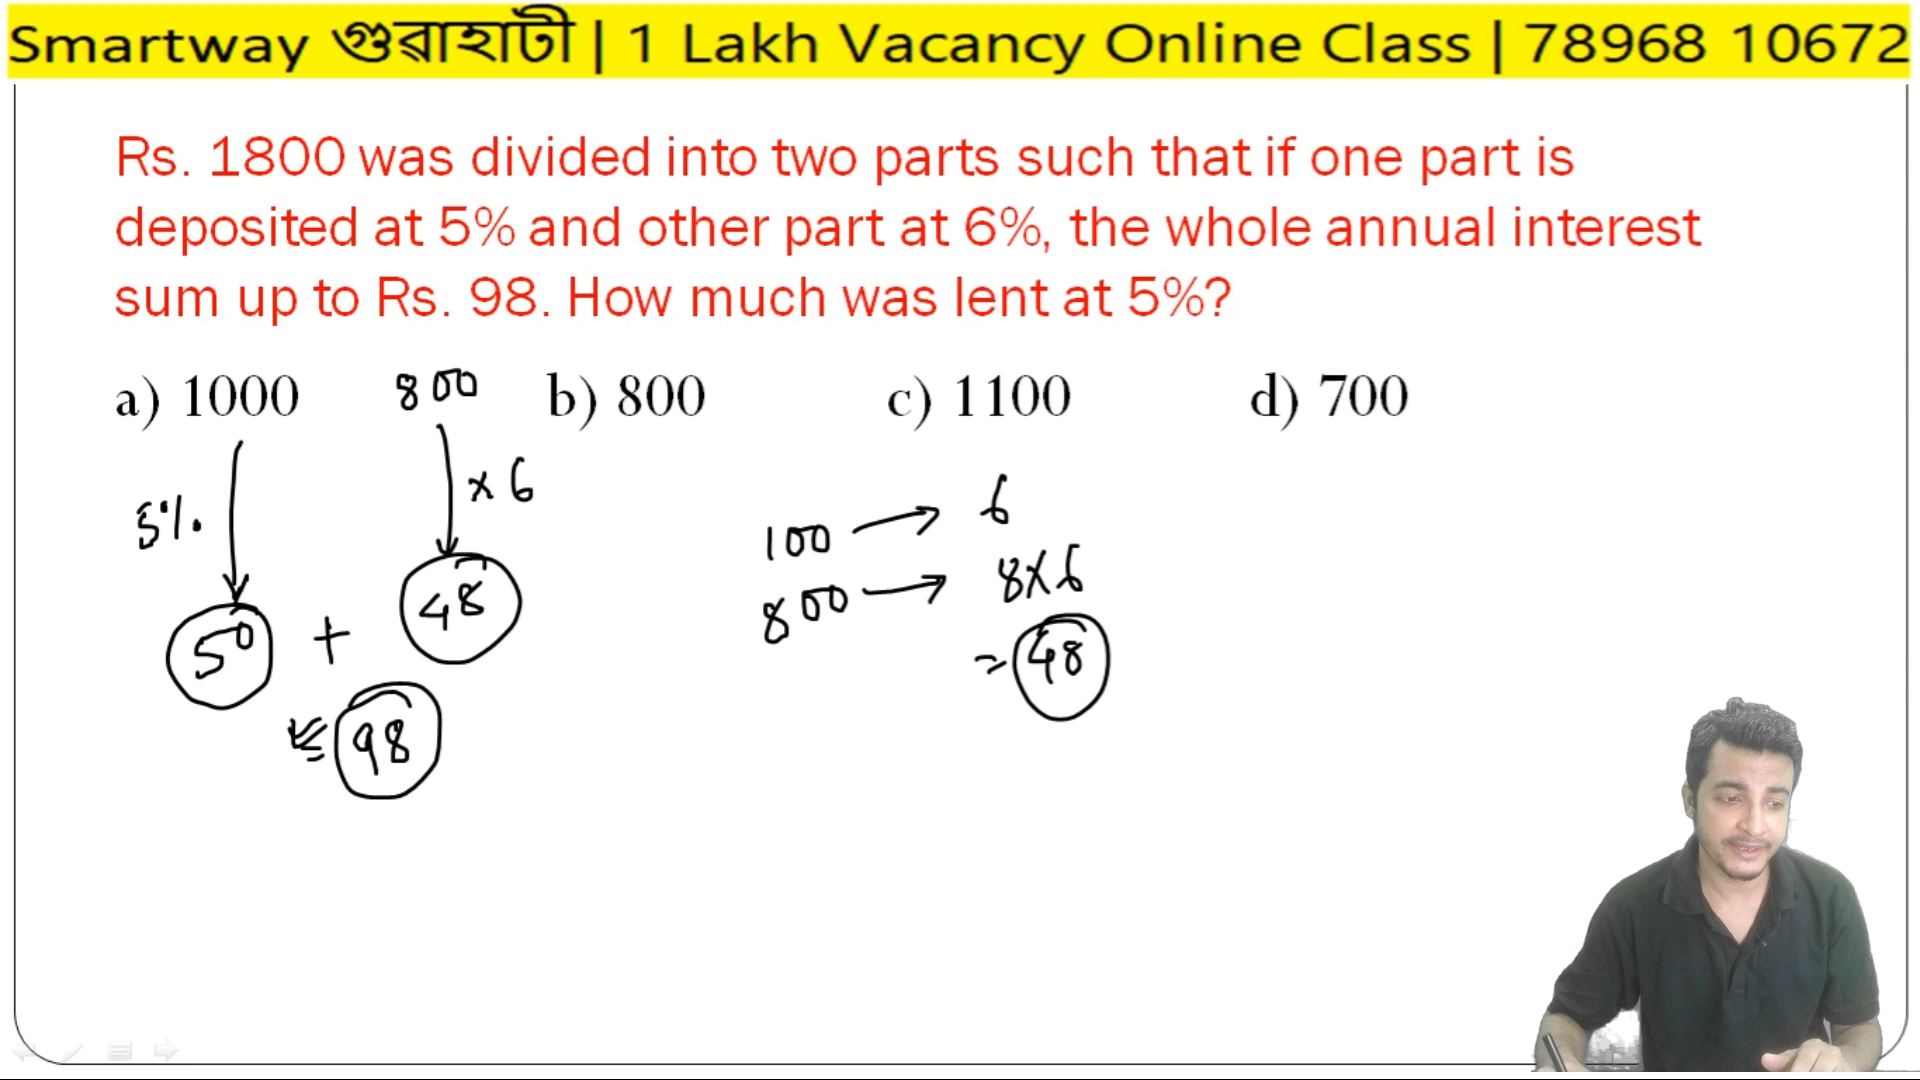 Smartway গুৱাহাটী | 1 Lakh Vacancy Online Class | 78968 10672
Rs. 1800 was divided into two parts such that if one part is
deposited at 5% and other part at 6%, the whole annual interest
sum up to Rs. 98. How much was lent at 5%?
a) 1000 800 b) 800 c) 1100 d) 700
5% × 6
50 + 48
98
100 → 6
800 → 8×6
= 48